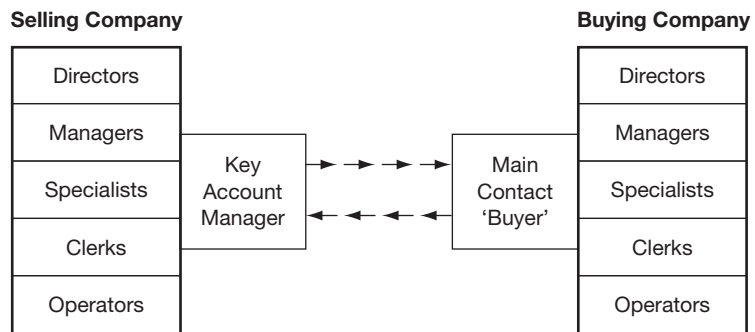 Selling Company
Directors
Managers
Specialists
Clerks
Operators
Key
Account
Manager
Main
Contact
‘Buyer’
Buying Company
Directors
Managers
Specialists
Clerks
Operators